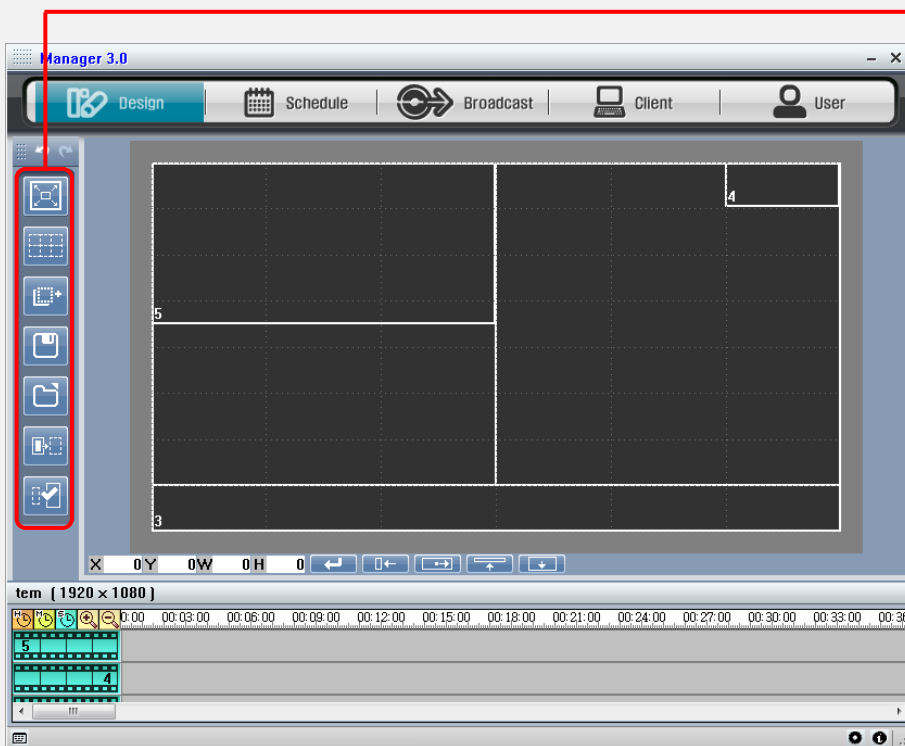 Manager 3.0
Design Schedule Broadcast Client User
4
5
3
X 0 Y 0 W 0 H 0
tem ( 1920 x 1080 )
H M S 0:00 00:03:00 00:06:00 00:09:00 00:12:00 00:15:00 00:18:00 00:21:00 00:24:00 00:27:00 00:30:00 00:33:00 00:3
5
4